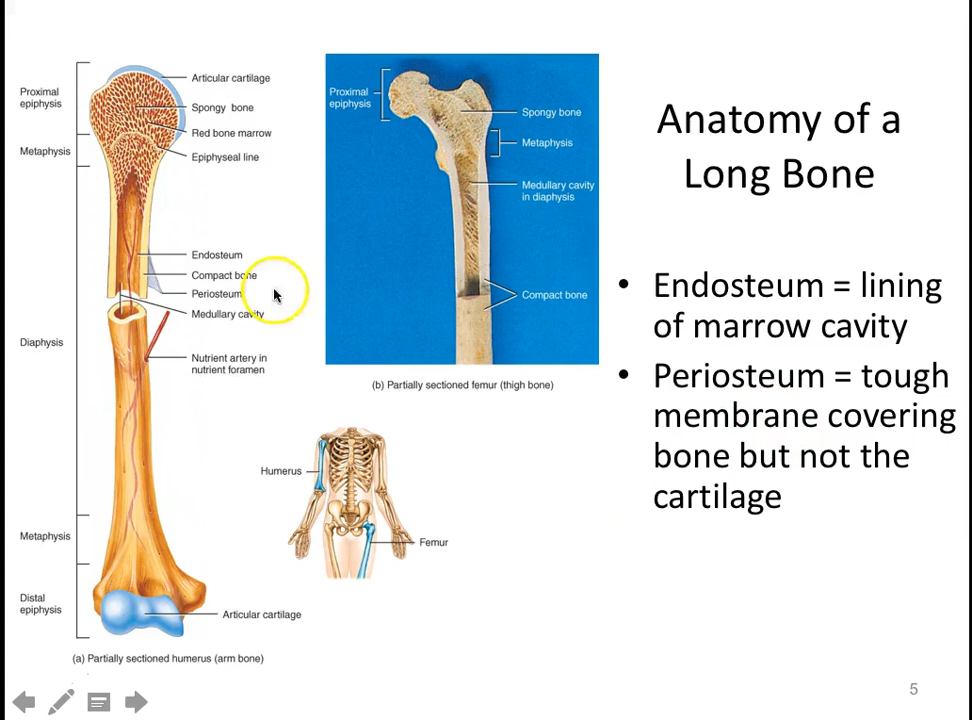 Proximal
epiphysis
Metaphysis
Diaphysis
Metaphysis
Distal
epiphysis
Articular cartilage
Spongy bone
Red bone marrow
Epiphyseal line
Endosteum
Compact bone
Periosteum
Medullary cavity
Nutrient artery in
nutrient foramen
Articular cartilage
(a) Partially sectioned humerus (arm bone)
Proximal
epiphysis
Spongy bone
Metaphysis
Medullary cavity
in diaphysis
Compact bone
(b) Partially sectioned femur (thigh bone)
Humerus
Femur
Anatomy of a
Long Bone
• Endosteum = lining
of marrow cavity
• Periosteum = tough
membrane covering
bone but not the
cartilage
5